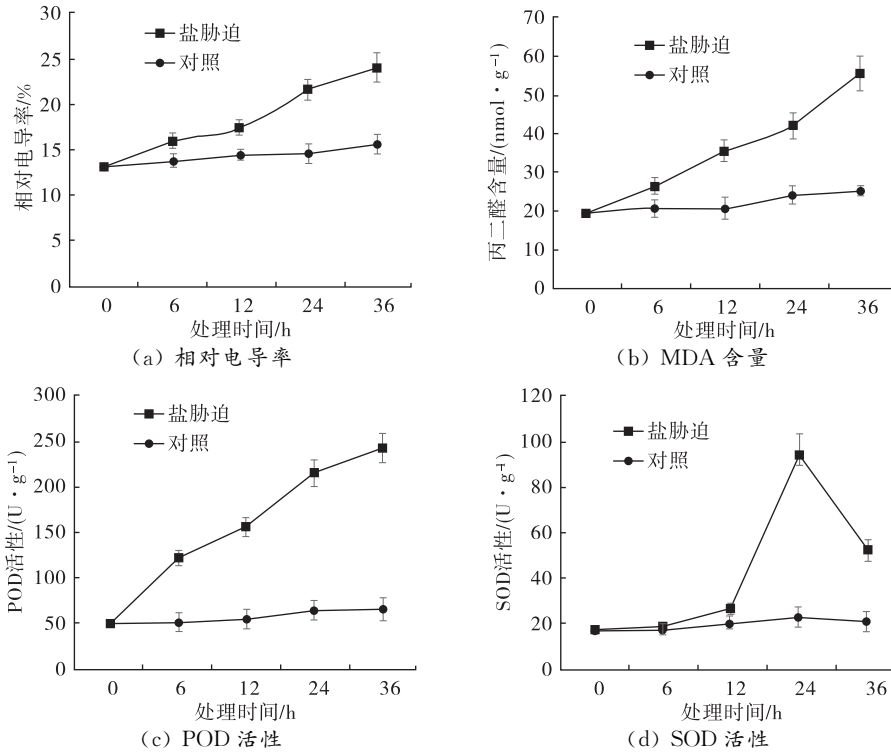 30
25
20
15
10
5
0
盐胁迫
对照
相对电导率/%
0 6 12 24 36
处理时间/h
(a) 相对电导率
70
60
50
40
30
20
10
0
盐胁迫
对照
丙二醛含量/(nmol·g⁻¹)
0 6 12 24 36
处理时间/h
(b) MDA 含量
300
250
200
150
100
50
0
盐胁迫
对照
POD活性/(U·g⁻¹)
0 6 12 24 36
处理时间/h
(c) POD 活性
120
100
80
60
40
20
0
盐胁迫
对照
SOD活性/(U·g⁻¹)
0 6 12 24 36
处理时间/h
(d) SOD 活性